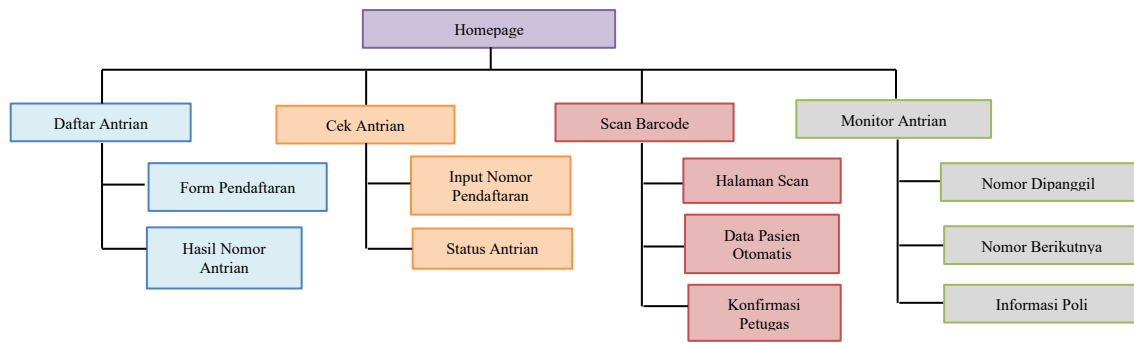 Homepage
Daftar Antrian
Cek Antrian
Scan Barcode
Monitor Antrian
Form Pendaftaran
Input Nomor
Pendaftaran
Halaman Scan
Nomor Dipanggil
Hasil Nomor
Antrian
Status Antrian
Data Pasien
Otomatis
Nomor Berikutnya
Konfirmasi
Petugas
Informasi Poli